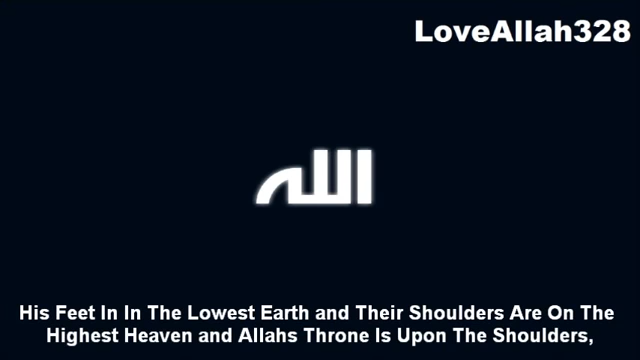 LoveAllah328
الله
His Feet In In The Lowest Earth and Their Shoulders Are On The
Highest Heaven and Allahs Throne Is Upon The Shoulders,